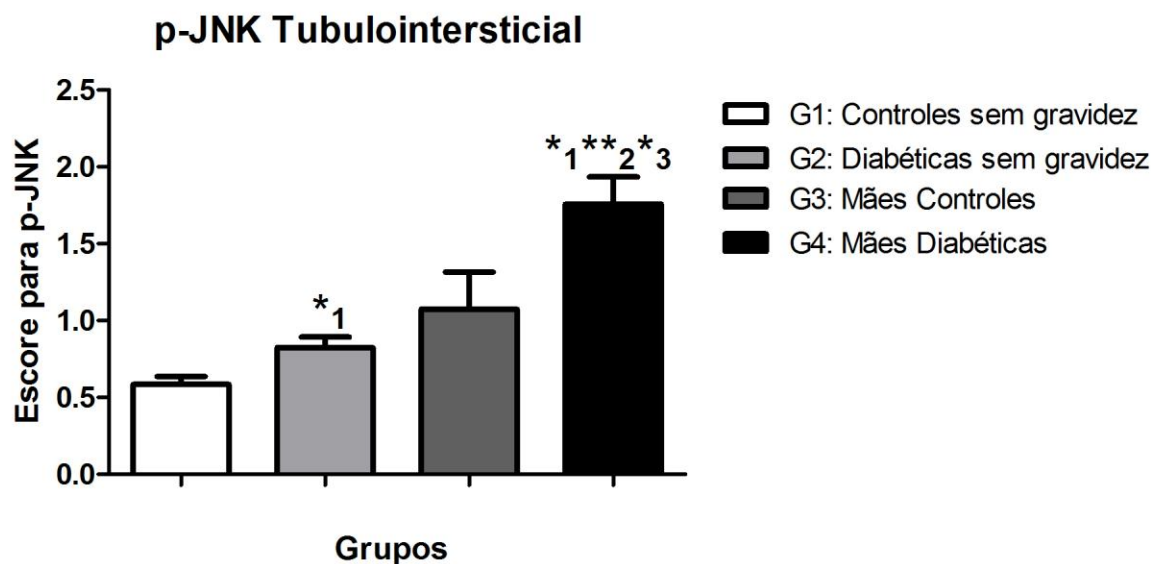 p-JNK Tubulointersticial
Escore para p-JNK
2.5
2.0
1.5
1.0
0.5
0.0
*1
*1**2*3
Grupos
G1: Controles sem gravidez
G2: Diabéticas sem gravidez
G3: Mães Controles
G4: Mães Diabéticas